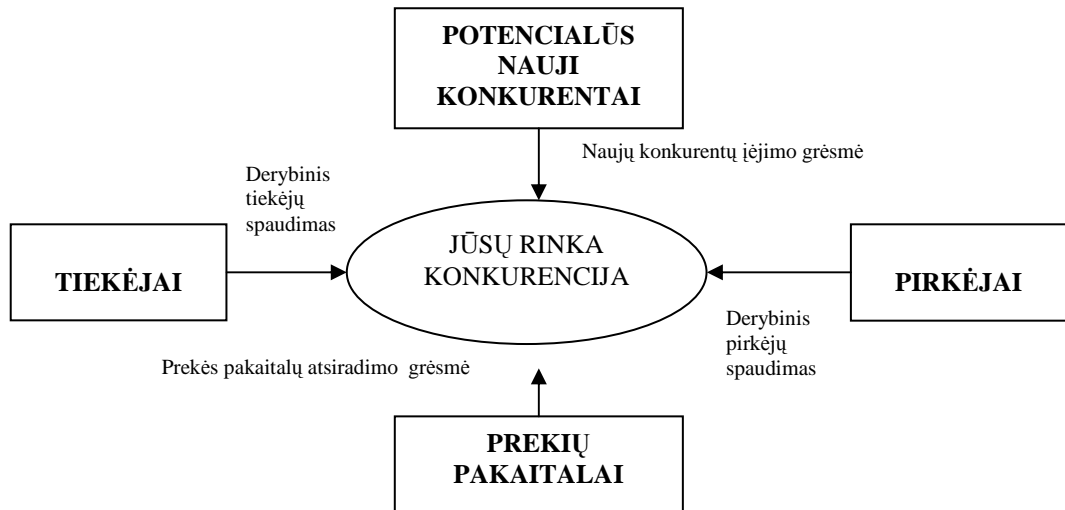 POTENCIALŪS
NAUJI
KONKURENTAI
Naujų konkurentų įėjimo grėsmė
Derybinis
tiekėjų
spaudimas
TIEKĖJAI
JŪSŲ RINKA
KONKURENCIJA
PIRKĖJAI
Derybinis
pirkėjų
spaudimas
Prekės pakaitalų atsiradimo grėsmė
PREKIŲ
PAKAITALAI